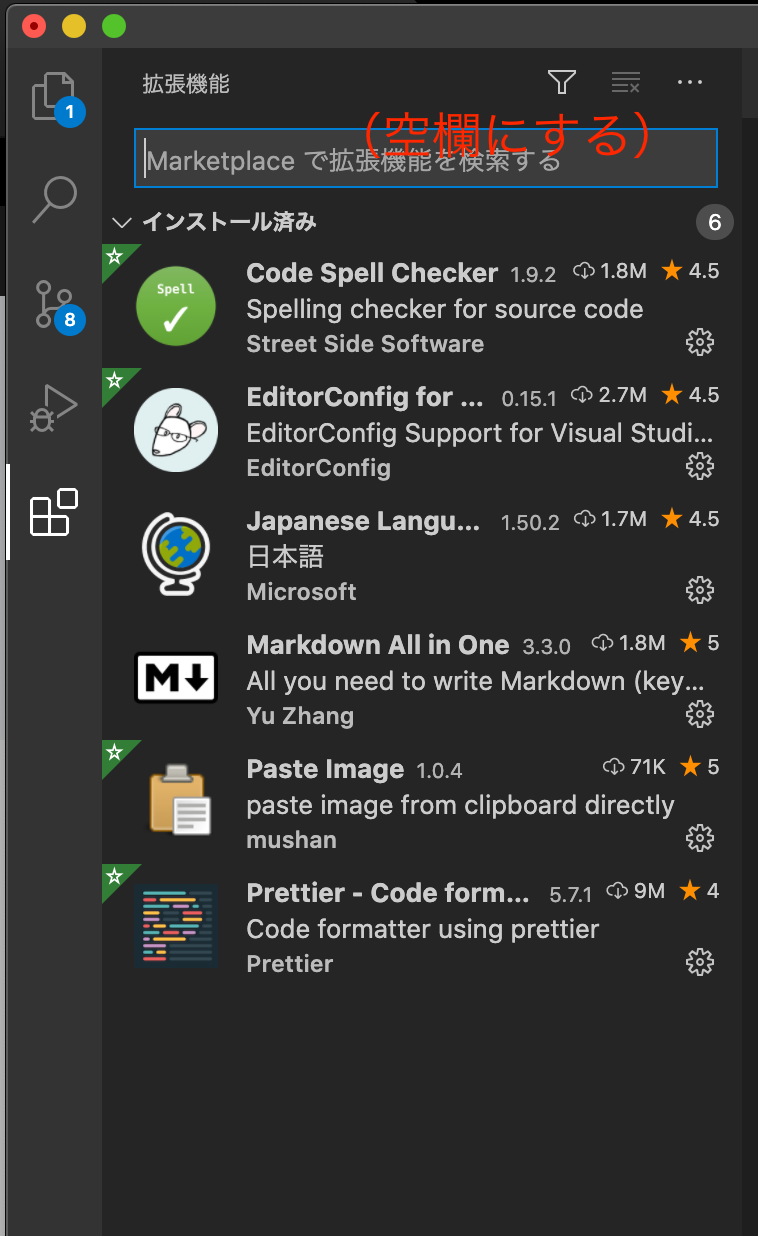 拡張機能
(空欄にする)
Marketplace で拡張機能を検索する
1
インストール済み 6
Spell
Code Spell Checker 1.9.2 1.8M 4.5
Spelling checker for source code
Street Side Software
8
EditorConfig for ... 0.15.1 2.7M 4.5
EditorConfig Support for Visual Studi...
EditorConfig
Japanese Langu... 1.50.2 1.7M 4.5
日本語
Microsoft
Markdown All in One 3.3.0 1.8M 5
M
All you need to write Markdown (key...
Yu Zhang
Paste Image 1.0.4 71K 5
paste image from clipboard directly
mushan
Prettier - Code form... 5.7.1 9M 4
Code formatter using prettier
Prettier